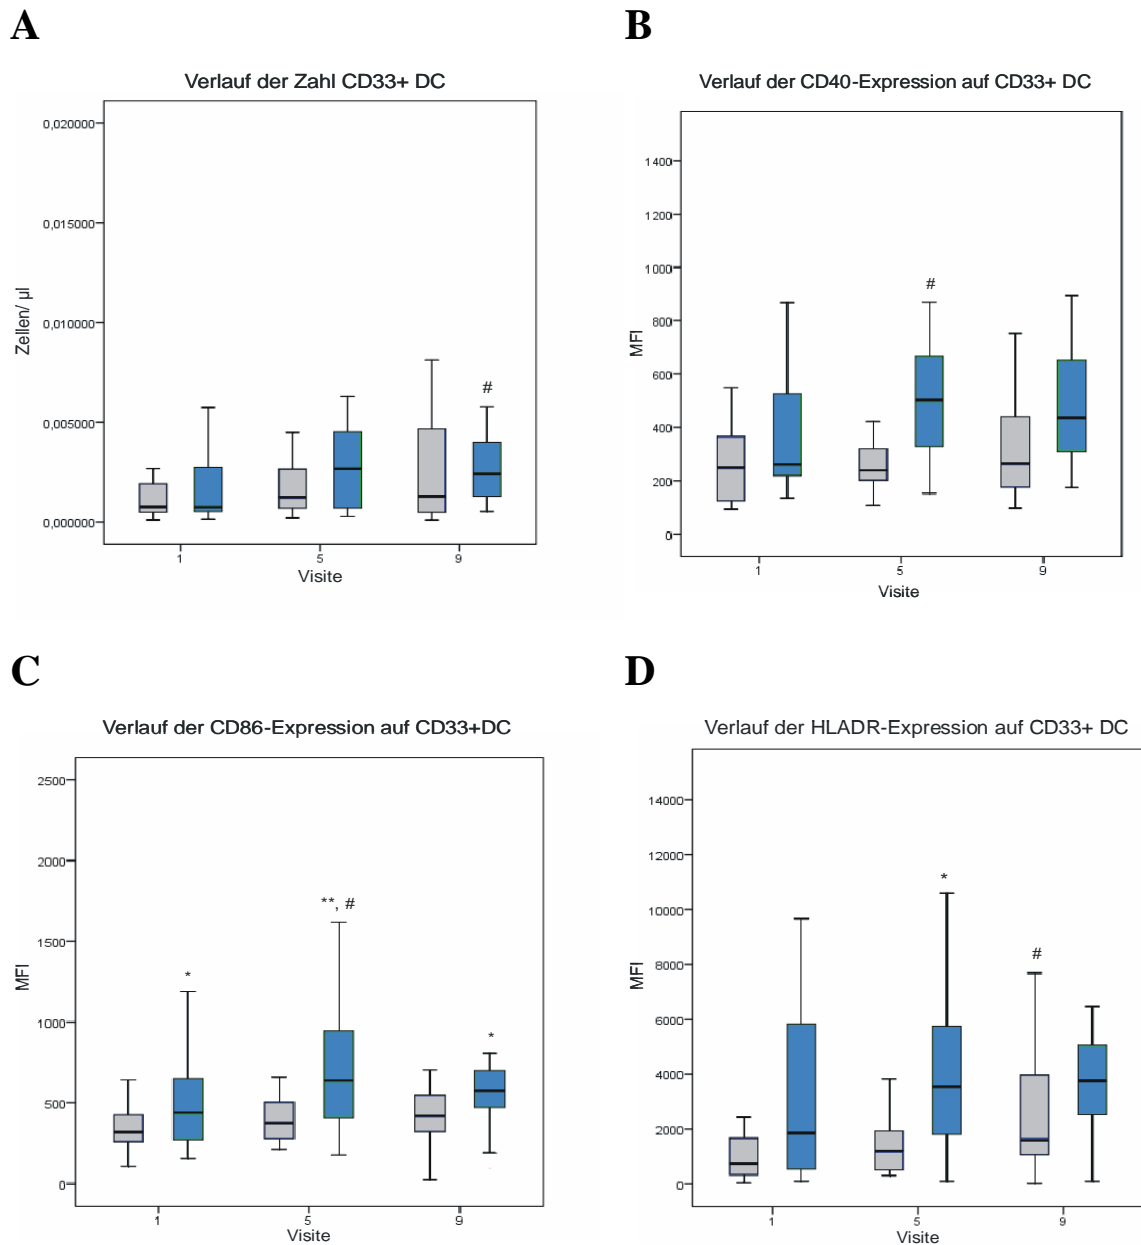 A
Verlauf der Zahl CD33+ DC
0,020000
0,015000
0,010000
0,005000
0,000000
Zellen/ µl
#
1 5 9
Visite
B
Verlauf der CD40-Expression auf CD33+ DC
1400
1200
1000
800
600
400
200
0
MFI
#
1 5 9
Visite
C
Verlauf der CD86-Expression auf CD33+DC
2500
2000
1500
1000
500
0
MFI
*
**, #
*
1 5 9
Visite
D
Verlauf der HLADR-Expression auf CD33+ DC
14000
12000
10000
8000
6000
4000
2000
0
MFI
*
#
1 5 9
Visite